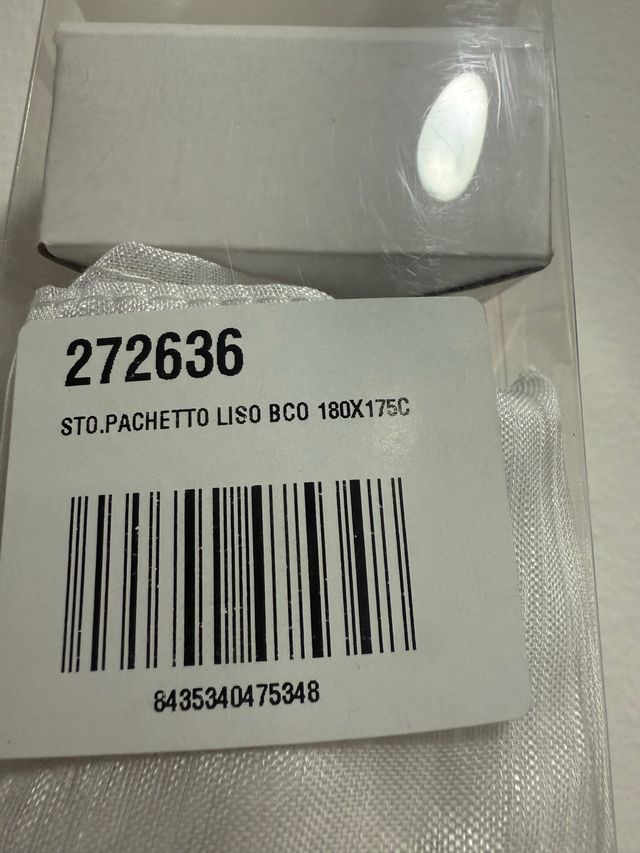 272636
STO.PACHETTO LISO BCO 180X175C
8435340475348